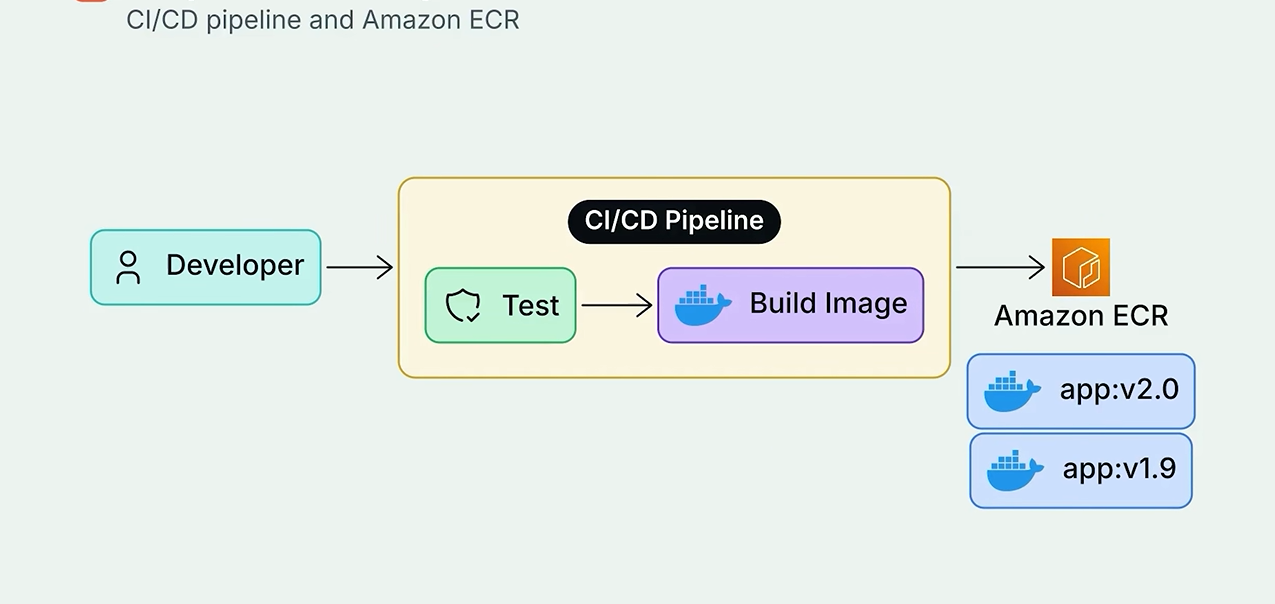 CI/CD pipeline and Amazon ECR
CI/CD Pipeline
Developer
Test
Build Image
Amazon ECR
app:v2.0
app:v1.9